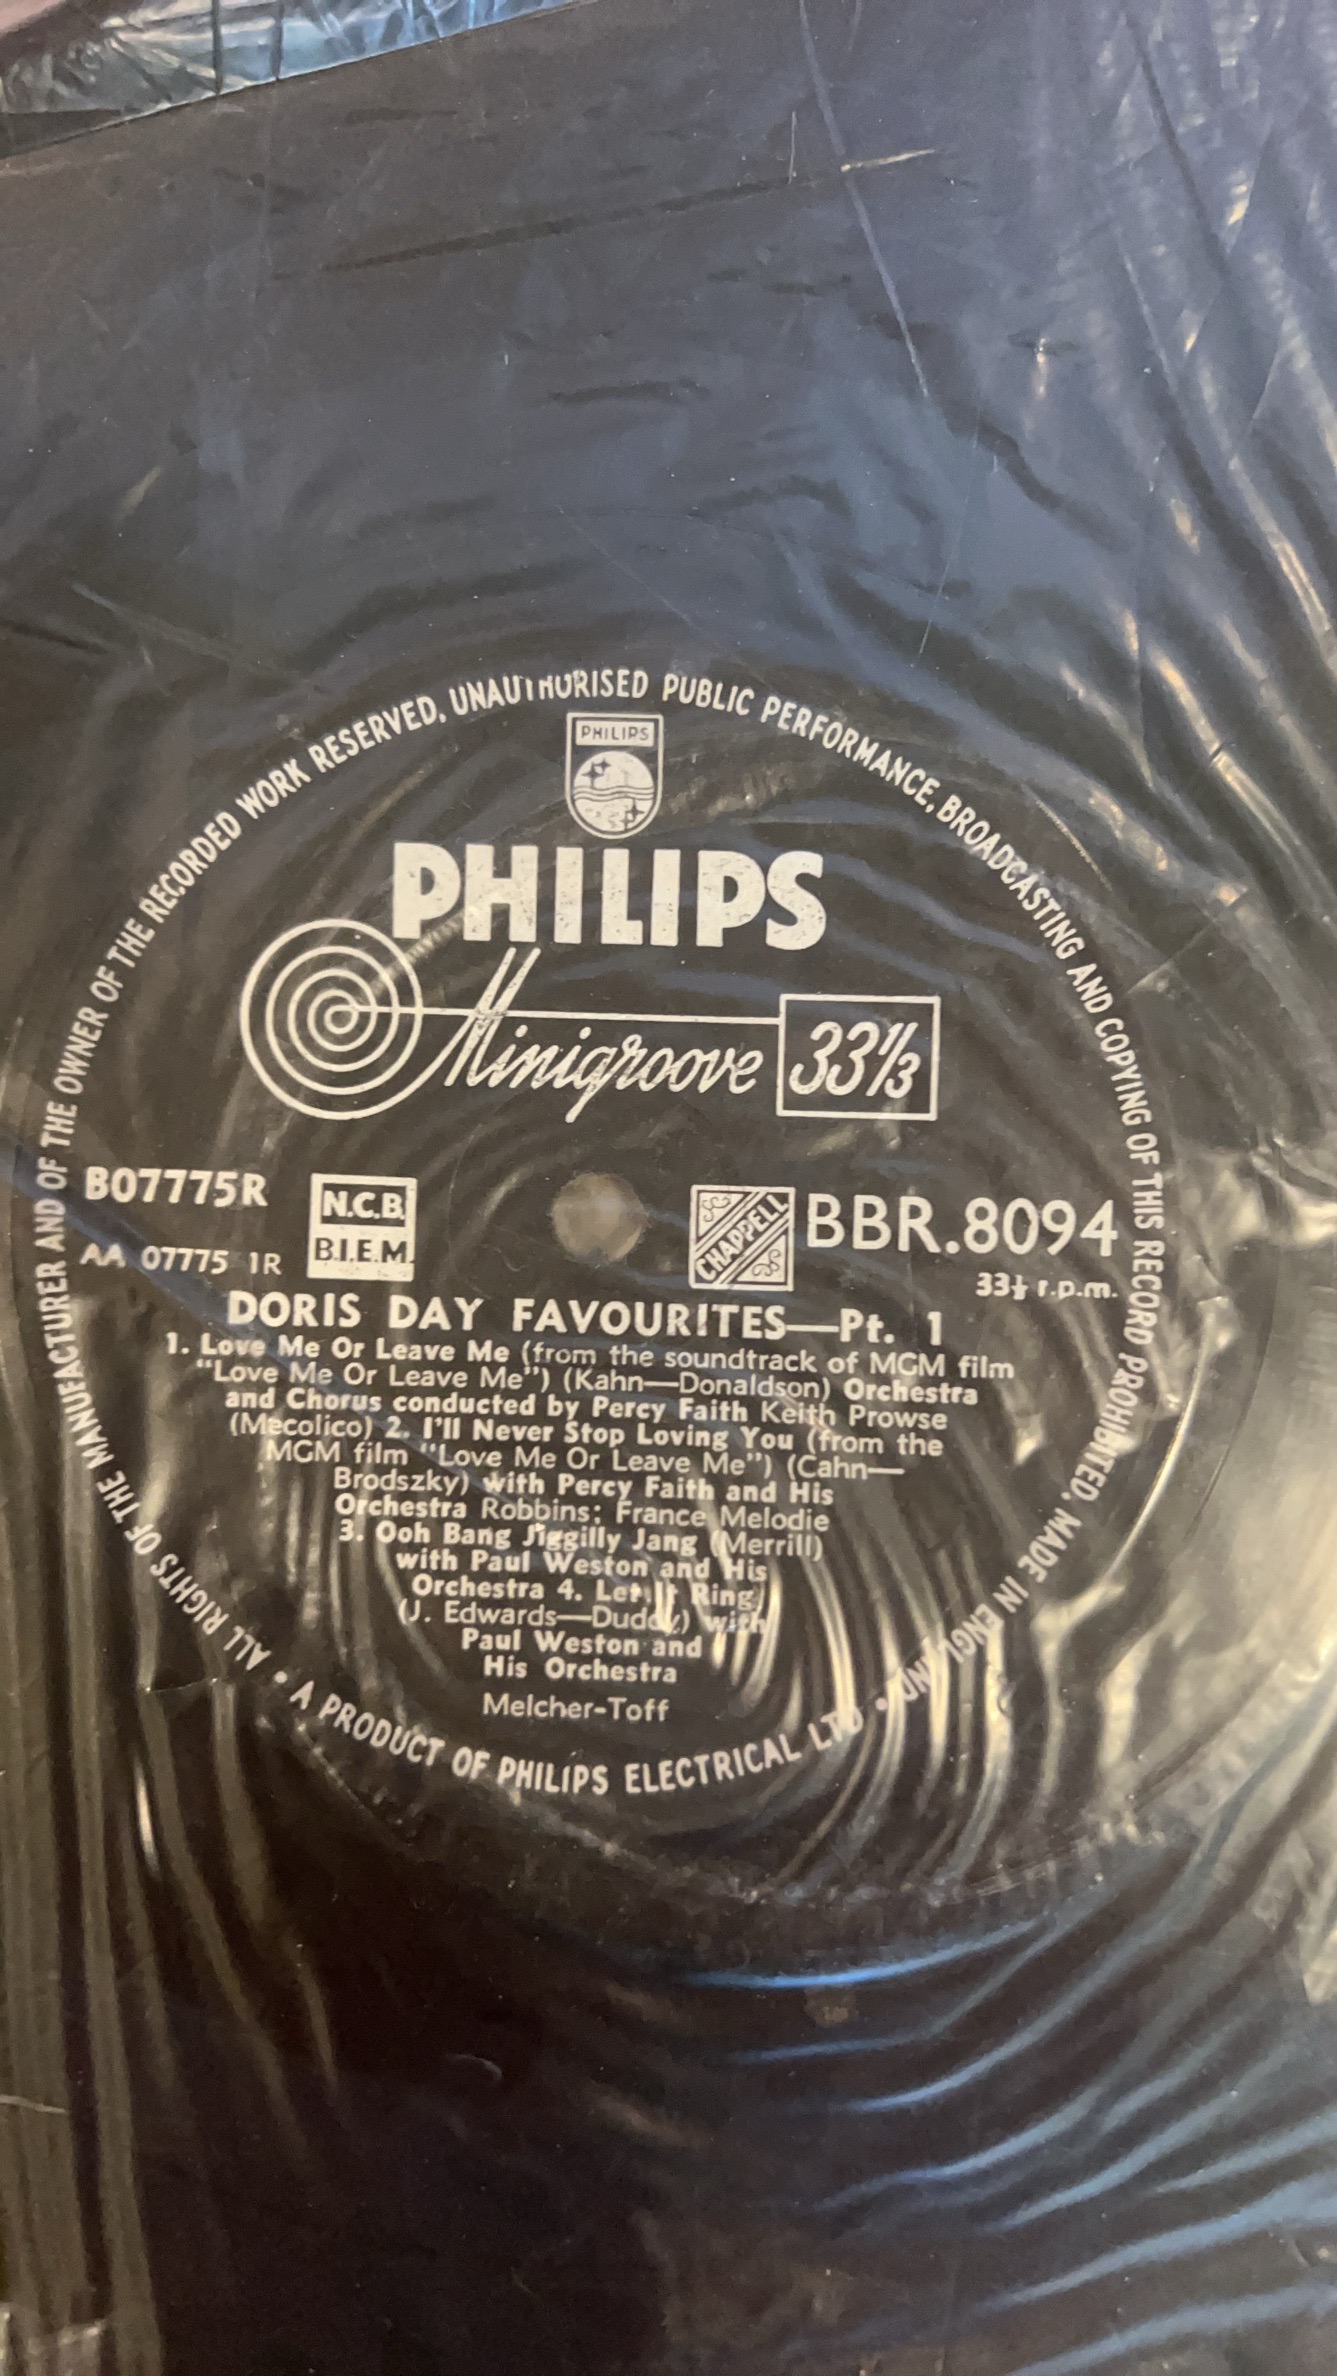 ALL RIGHTS OF THE MANUFACTURER AND OF THE OWNER OF THE RECORDED WORK RESERVED. UNAUTHORISED PUBLIC PERFORMANCE, BROADCASTING AND COPYING OF THIS RECORD PROHIBITED. MADE IN ENGLAND •
PHILIPS
PHILIPS
Minigroove 33⅓
B07775R
N.C.B.
B.I.E.M.
AA 07775 1R
CHAPPELL
BBR.8094
33⅓ r.p.m.
DORIS DAY FAVOURITES—Pt. 1
1. Love Me Or Leave Me (from the soundtrack of MGM film
"Love Me Or Leave Me") (Kahn—Donaldson) Orchestra
and Chorus conducted by Percy Faith Keith Prowse
(Mecolico) 2. I'll Never Stop Loving You (from the
MGM film "Love Me Or Leave Me") (Cahn—
Brodszky) with Percy Faith and His
Orchestra Robbins; France Melodie
3. Ooh Bang Jiggilly Jang (Merrill)
with Paul Weston and His
Orchestra 4. Let It Ring
(J. Edwards—Duddy) with
Paul Weston and
His Orchestra
Melcher-Toff
• A PRODUCT OF PHILIPS ELECTRICAL LTD